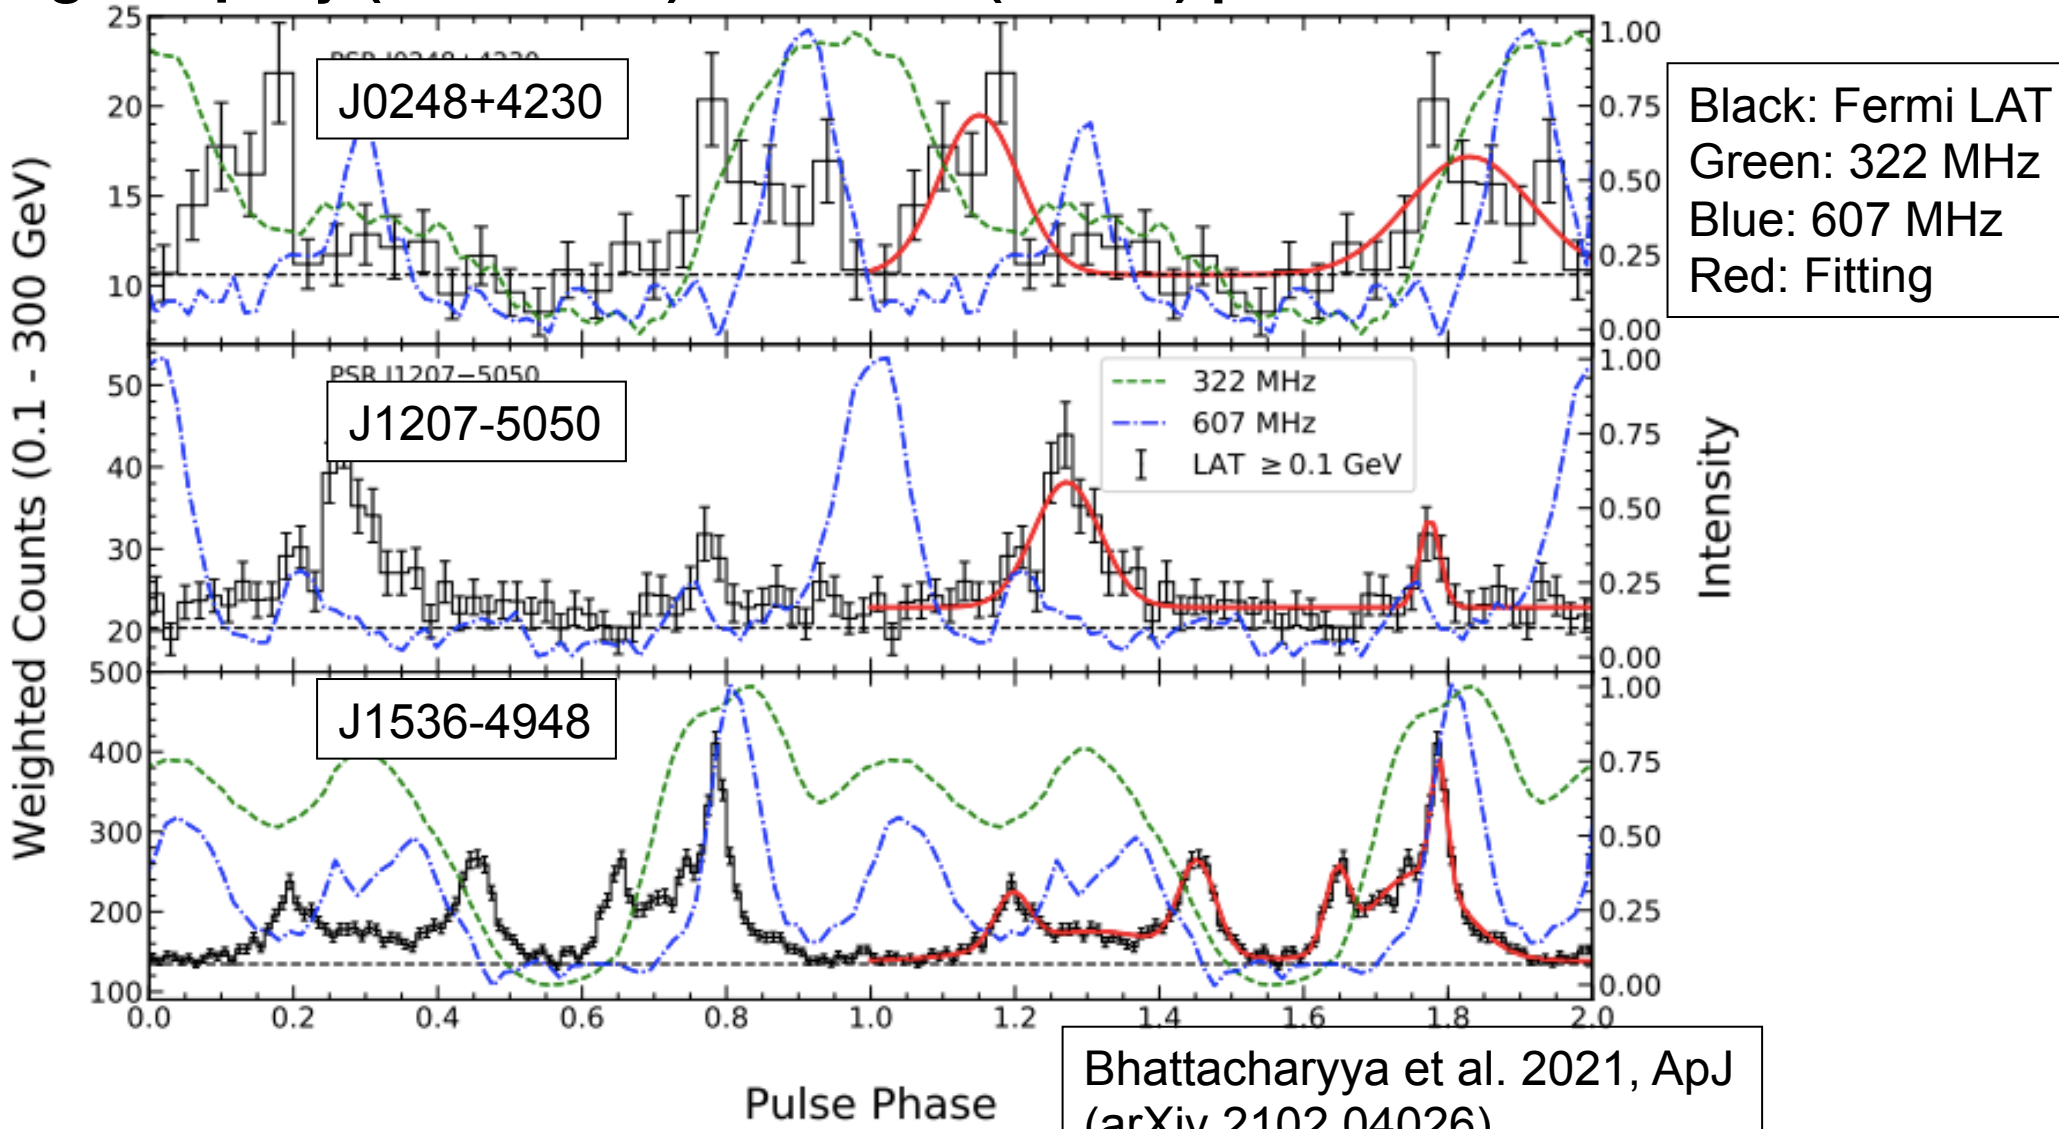 25
20
15
10
1.00
0.75
0.50
0.25
0.00
J0248+4230
Black: Fermi LAT
Green: 322 MHz
Blue: 607 MHz
Red: Fitting
Weighted Counts (0.1 - 300 GeV)
50
40
30
20
PSR J1207−5050
J1207-5050
322 MHz
607 MHz
LAT ≥0.1 GeV
1.00
0.75
0.50
0.25
0.00
Intensity
500
400
300
200
100
J1536-4948
1.00
0.75
0.50
0.25
0.00
0.0 0.2 0.4 0.6 0.8 1.0 1.2 1.4 1.6 1.8 2.0
Pulse Phase
Bhattacharyya et al. 2021, ApJ
(arXiv 2102.04026)